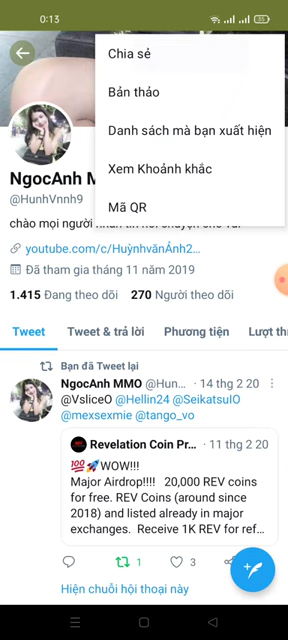 0:13
Chia sẻ
Bản thảo
Danh sách mà bạn xuất hiện
Xem Khoảnh khắc
Mã QR
NgocAnh M
@HunhVnnh9
chào mọi người
youtube.com/c/HuỳnhvănẢnh2...
Đã tham gia tháng 11 năm 2019
1.415 Đang theo dõi 270 Người theo dõi
Tweet Tweet & trả lời Phương tiện Lượt thí
Bạn đã Tweet lại
NgocAnh MMO @Hun... · 14 thg 2 20
@VsliceO @Hellin24 @SeikatsuIO
@mexsexmie @tango_vo
Revelation Coin Pr... · 11 thg 2 20
💯🚀WOW!!!
Major Airdrop!!!! 20,000 REV coins
for free. REV Coins (around since
2018) and listed already in major
exchanges. Receive 1K REV for ref...
1 3
Hiện chuỗi hội thoại này